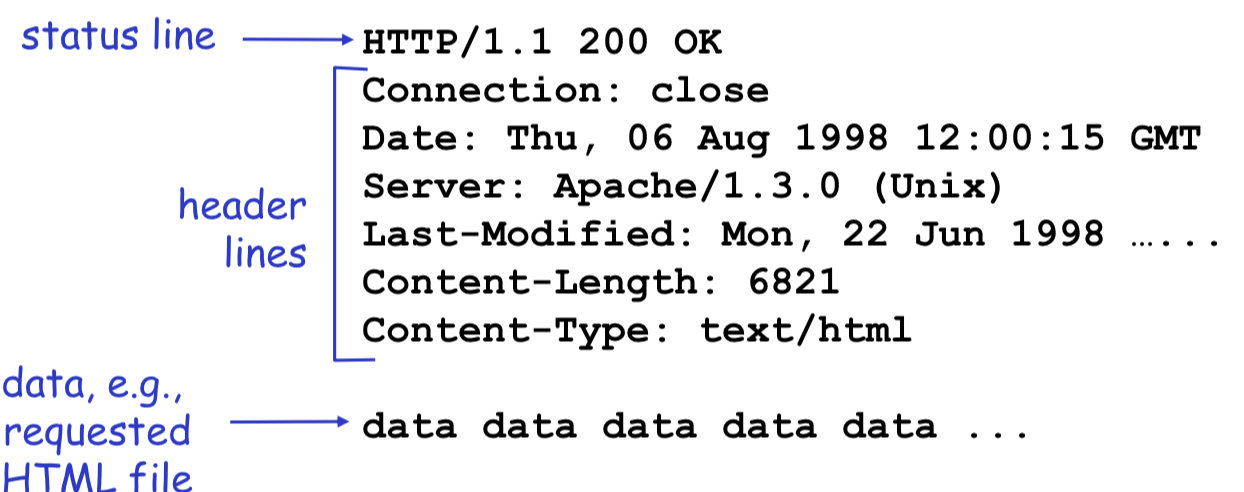 status line
HTTP/1.1 200 OK
Connection: close
Date: Thu, 06 Aug 1998 12:00:15 GMT
Server: Apache/1.3.0 (Unix)
header
lines
Last-Modified: Mon, 22 Jun 1998 …...
Content-Length: 6821
Content-Type: text/html
data, e.g.,
requested
HTML file
data data data data data ...